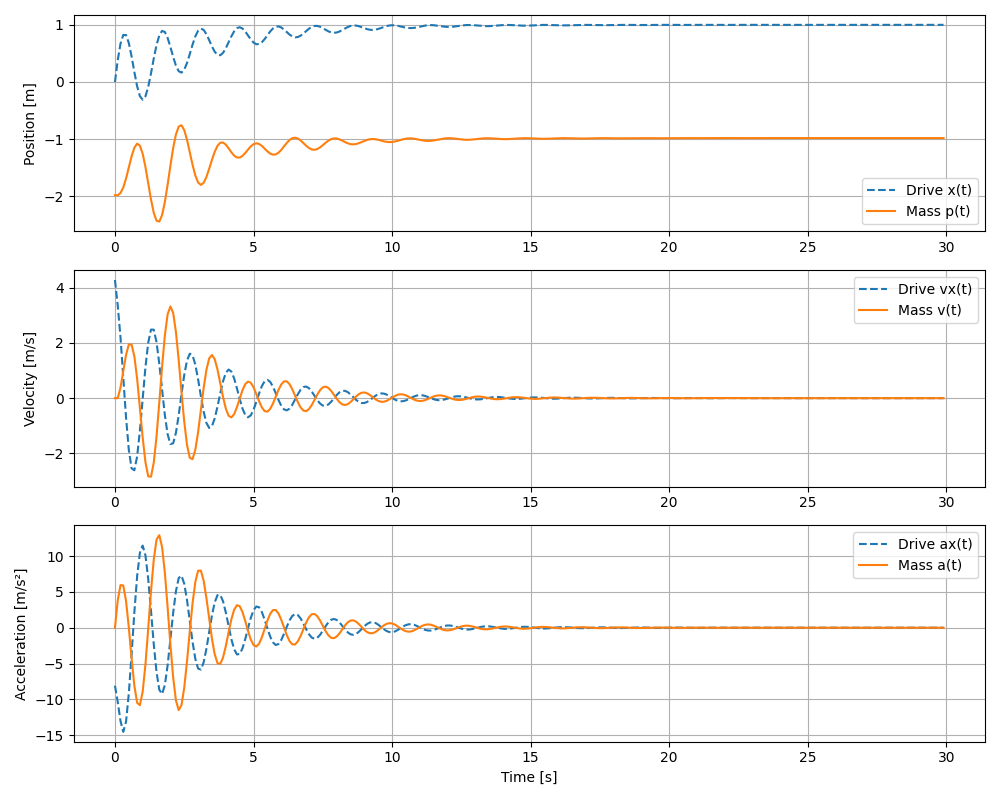 1
0
−1
−2
Position [m]
Drive x(t)
Mass p(t)
0 5 10 15 20 25 30
4
2
0
−2
Velocity [m/s]
Drive vx(t)
Mass v(t)
0 5 10 15 20 25 30
10
5
0
−5
−10
−15
Acceleration [m/s²]
Drive ax(t)
Mass a(t)
0 5 10 15 20 25 30
Time [s]